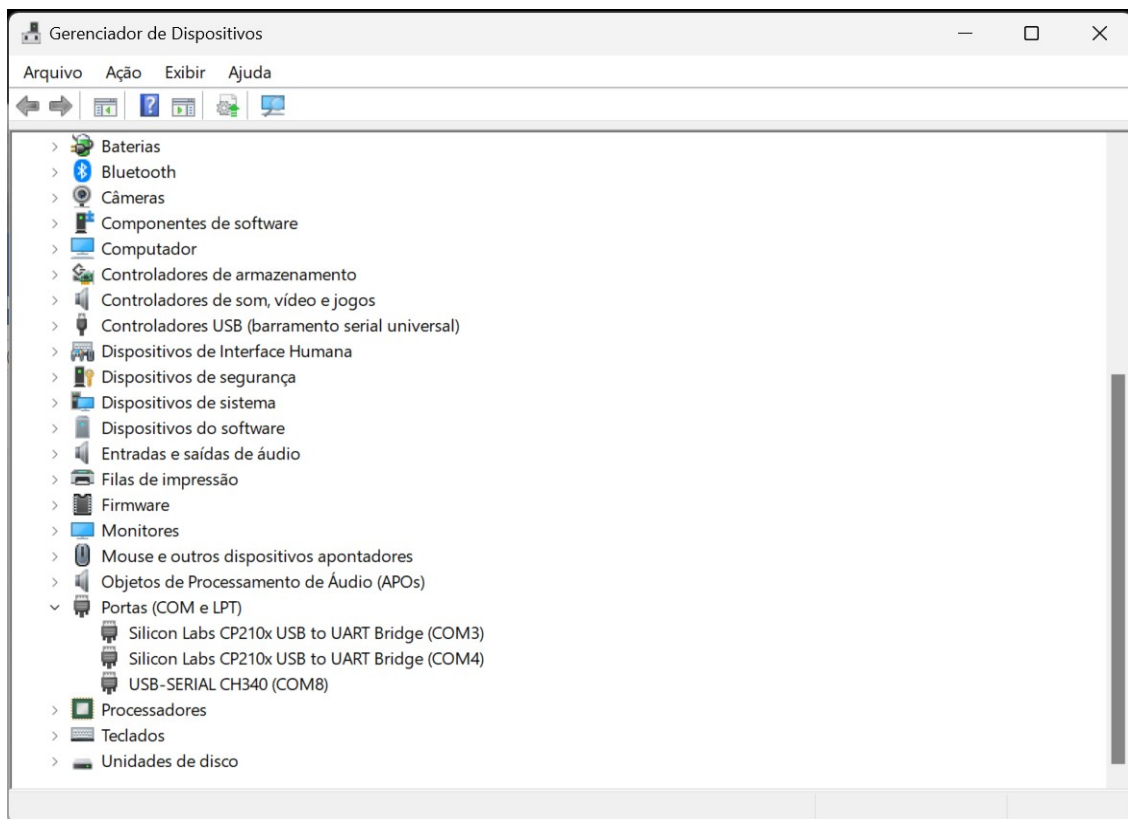 Gerenciador de Dispositivos
Arquivo Ação Exibir Ajuda
Baterias
Bluetooth
Câmeras
Componentes de software
Computador
Controladores de armazenamento
Controladores de som, vídeo e jogos
Controladores USB (barramento serial universal)
Dispositivos de Interface Humana
Dispositivos de segurança
Dispositivos de sistema
Dispositivos do software
Entradas e saídas de áudio
Filas de impressão
Firmware
Monitores
Mouse e outros dispositivos apontadores
Objetos de Processamento de Áudio (APOs)
Portas (COM e LPT)
Silicon Labs CP210x USB to UART Bridge (COM3)
Silicon Labs CP210x USB to UART Bridge (COM4)
USB-SERIAL CH340 (COM8)
Processadores
Teclados
Unidades de disco